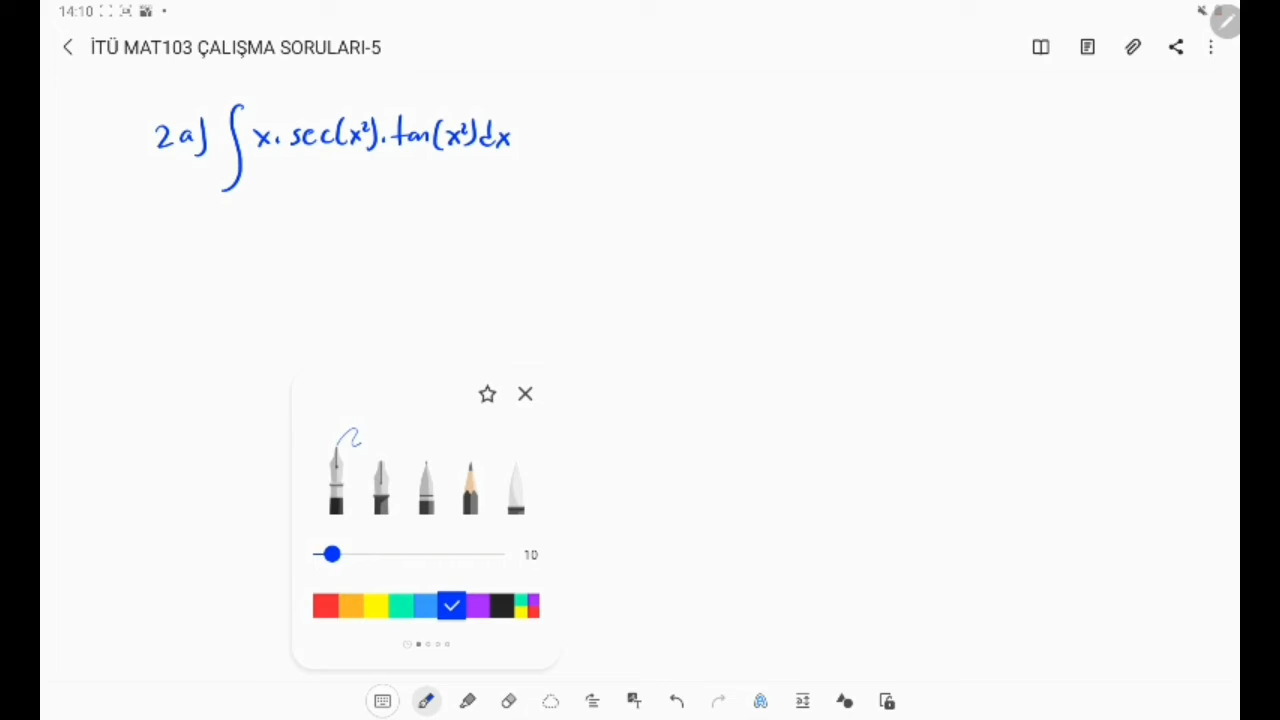 14:10
İTÜ MAT103 ÇALIŞMA SORULARI-5
2a) ∫ x. sec(x²). tan(x²)dx
10